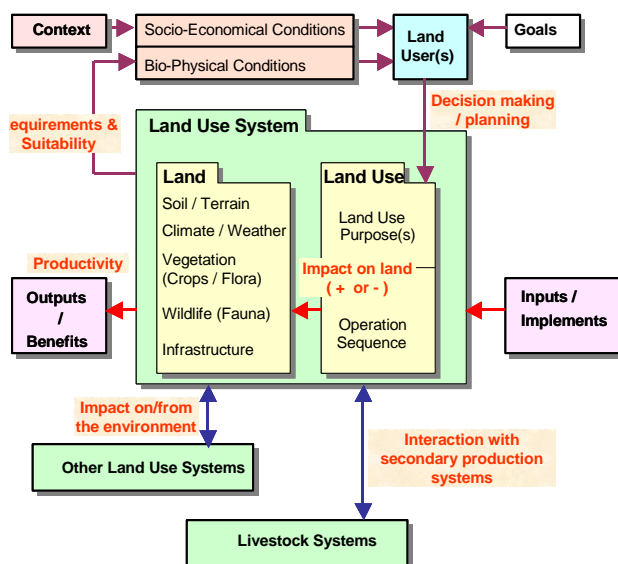 Context
Socio-Economical Conditions
Bio-Physical Conditions
Land
User(s)
Goals
equirements &
Suitability
Decision making
/ planning
Land Use System
Land
Soil / Terrain
Climate / Weather
Vegetation
(Crops / Flora)
Wildlife (Fauna)
Infrastructure
Land Use
Land Use
Purpose(s)
Impact on land
( + or - )
Operation
Sequence
Productivity
Outputs
/
Benefits
Inputs /
Implements
Impact on/from
the environment
Other Land Use Systems
Interaction with
secondary production
systems
Livestock Systems